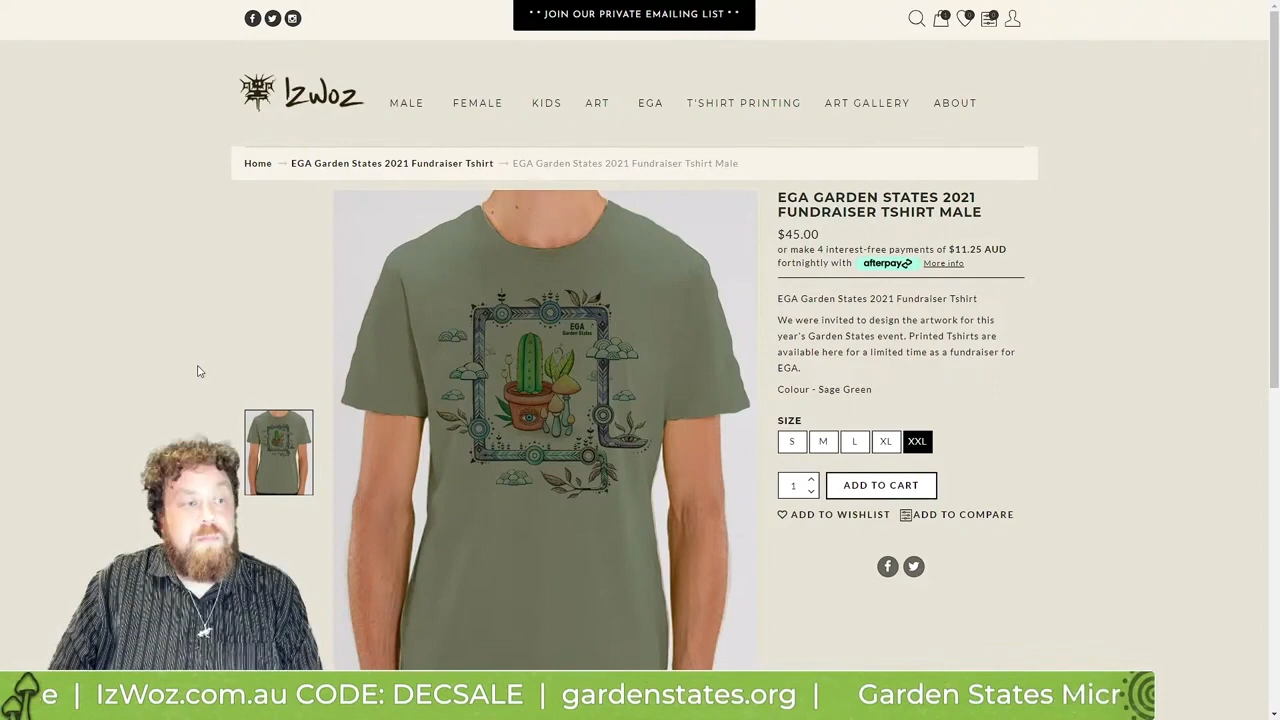 * * JOIN OUR PRIVATE EMAILING LIST * *
IzWoz
MALE FEMALE KIDS ART EGA T'SHIRT PRINTING ART GALLERY ABOUT
Home → EGA Garden States 2021 Fundraiser Tshirt → EGA Garden States 2021 Fundraiser Tshirt Male
EGA GARDEN STATES 2021
FUNDRAISER TSHIRT MALE
$45.00
or make 4 interest-free payments of $11.25 AUD
fortnightly with afterpay More info
EGA Garden States 2021 Fundraiser Tshirt
We were invited to design the artwork for this
year's Garden States event. Printed Tshirts are
available here for a limited time as a fundraiser for
EGA.
Colour - Sage Green
SIZE
S M L XL XXL
1 ADD TO CART
ADD TO WISHLIST ADD TO COMPARE
EGA
Garden States
e | IzWoz.com.au CODE: DECSALE | gardenstates.org | Garden States Micr